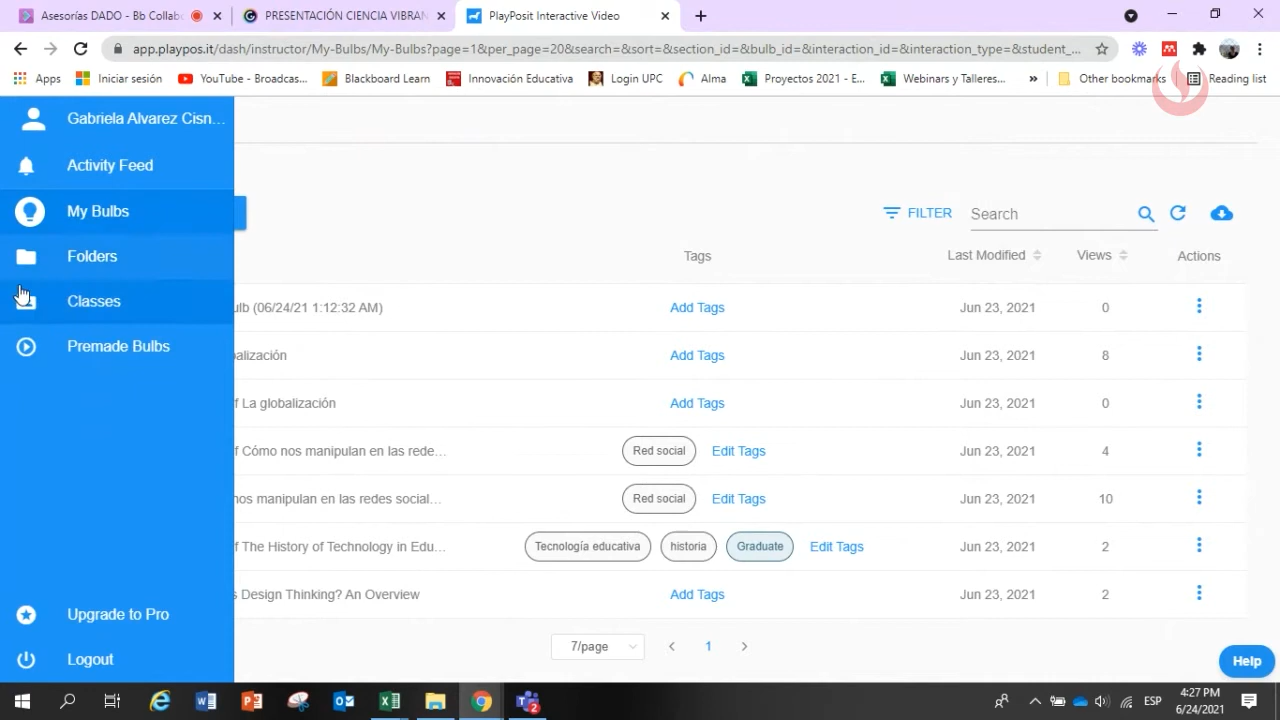 Asesorías DADO - Bb Collab
PRESENTACIÓN CIENCIA VIBRAN
PlayPosit Interactive Video
app.playpos.it/dash/instructor/My-Bulbs/My-Bulbs?page=1&per_page=20&search=&sort=&section_id=&bulb_id=&interaction_id=&interaction_type=&student_...
Apps
Iniciar sesión
YouTube - Broadcas...
Blackboard Learn
Innovación Educativa
Login UPC
Alma
Proyectos 2021 - E...
Webinars y Talleres...
»
Other bookmarks
Reading list
Gabriela Alvarez Cisn...
Activity Feed
My Bulbs
Folders
Classes
Premade Bulbs
Upgrade to Pro
Logout
FILTER
Search
Tags
Last Modified
Views
Actions
ulb (06/24/21 1:12:32 AM)
Add Tags
Jun 23, 2021
0
balización
Add Tags
Jun 23, 2021
8
f La globalización
Add Tags
Jun 23, 2021
0
f Cómo nos manipulan en las rede...
Red social
Edit Tags
Jun 23, 2021
4
nos manipulan en las redes social...
Red social
Edit Tags
Jun 23, 2021
10
f The History of Technology in Edu...
Tecnología educativa
historia
Graduate
Edit Tags
Jun 23, 2021
2
s Design Thinking? An Overview
Add Tags
Jun 23, 2021
2
7/page
1
Help
2
ESP
4:27 PM
6/24/2021